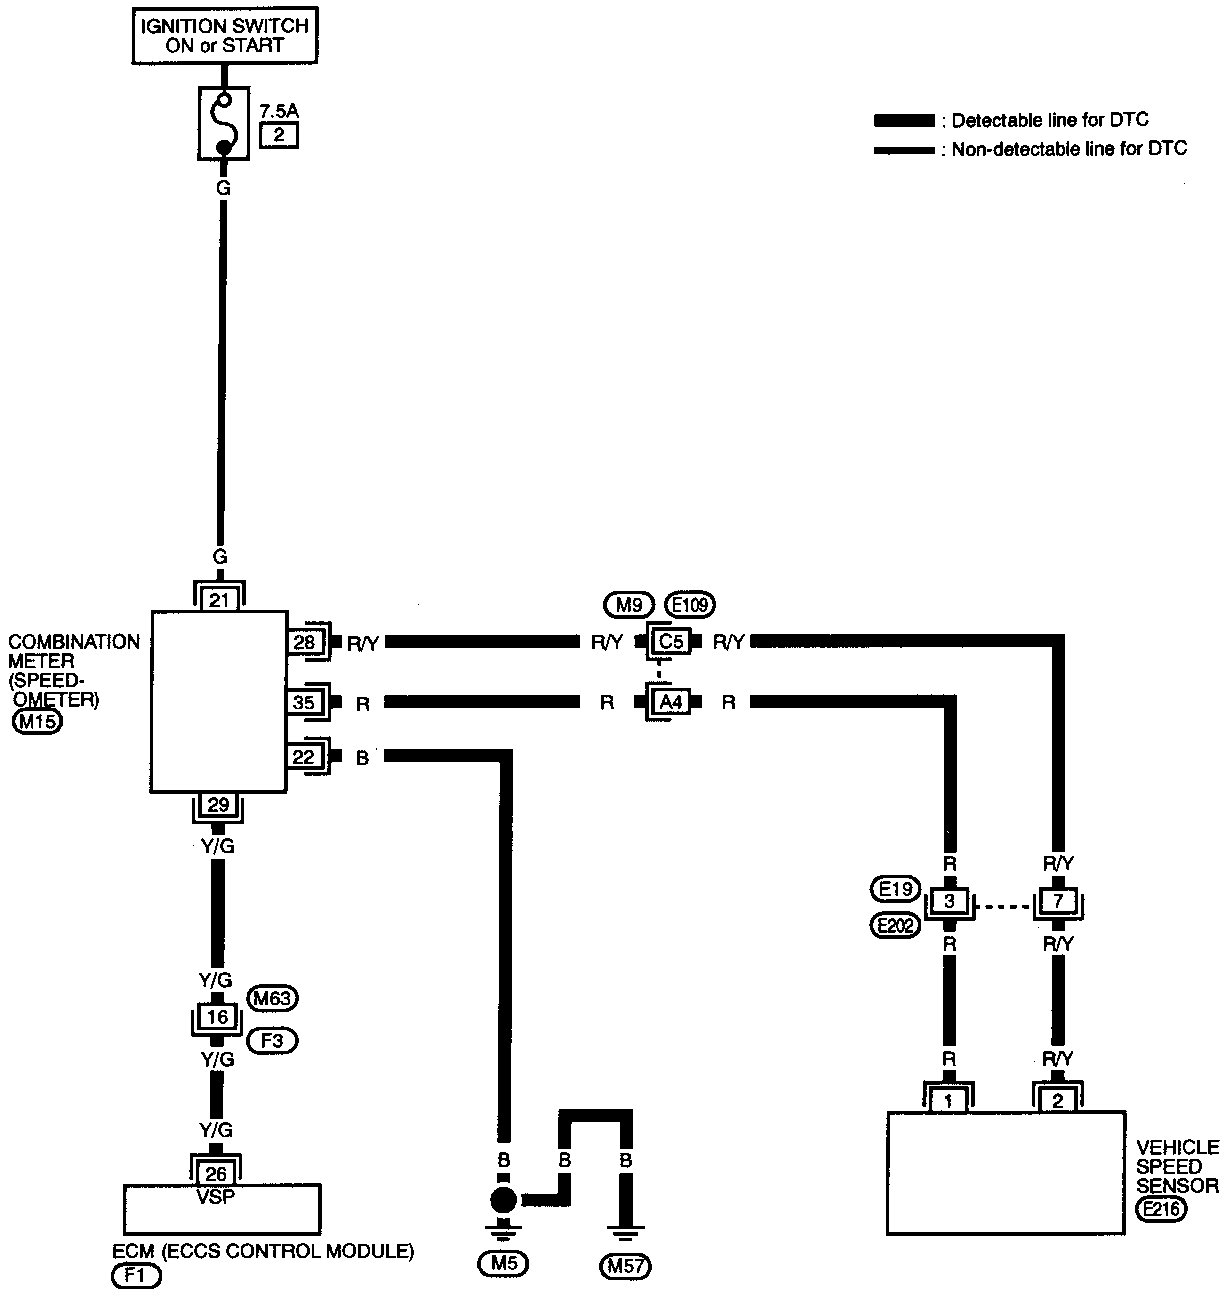 IGNITION SWITCH
ON or START
7.5A
2
: Detectable line for DTC
: Non-detectable line for DTC
G
G
21
M9
E109
COMBINATION
METER
(SPEED-
OMETER)
M15
28
R/Y
R/Y
C5
R/Y
35
R
R
A4
R
22
B
29
Y/G
R
R/Y
E19
3
7
E202
R
R/Y
Y/G
M63
16
F3
Y/G
R
R/Y
1
2
Y/G
B
B
B
26
VSP
VEHICLE
SPEED
SENSOR
E216
ECM (ECCS CONTROL MODULE)
F1
M5
M57